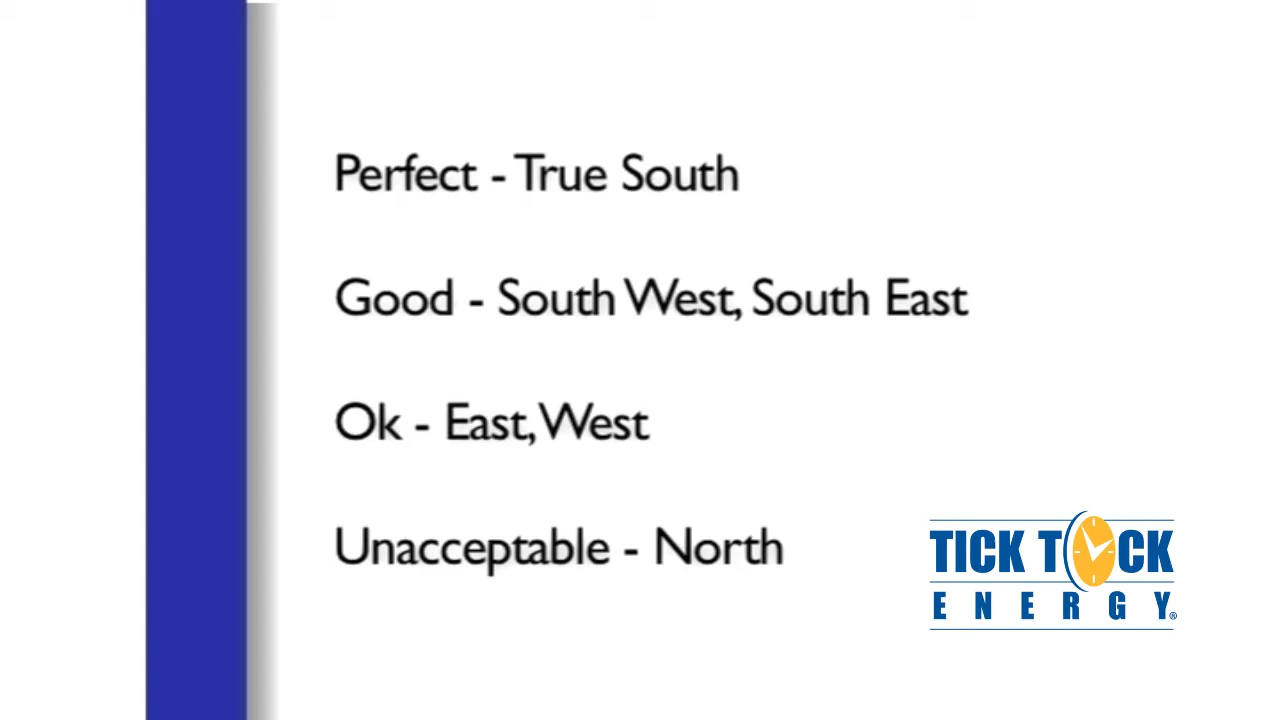 Perfect - True South
Good - South West, South East
Ok - East, West
Unacceptable - North
TICK TOCK
ENERGY®